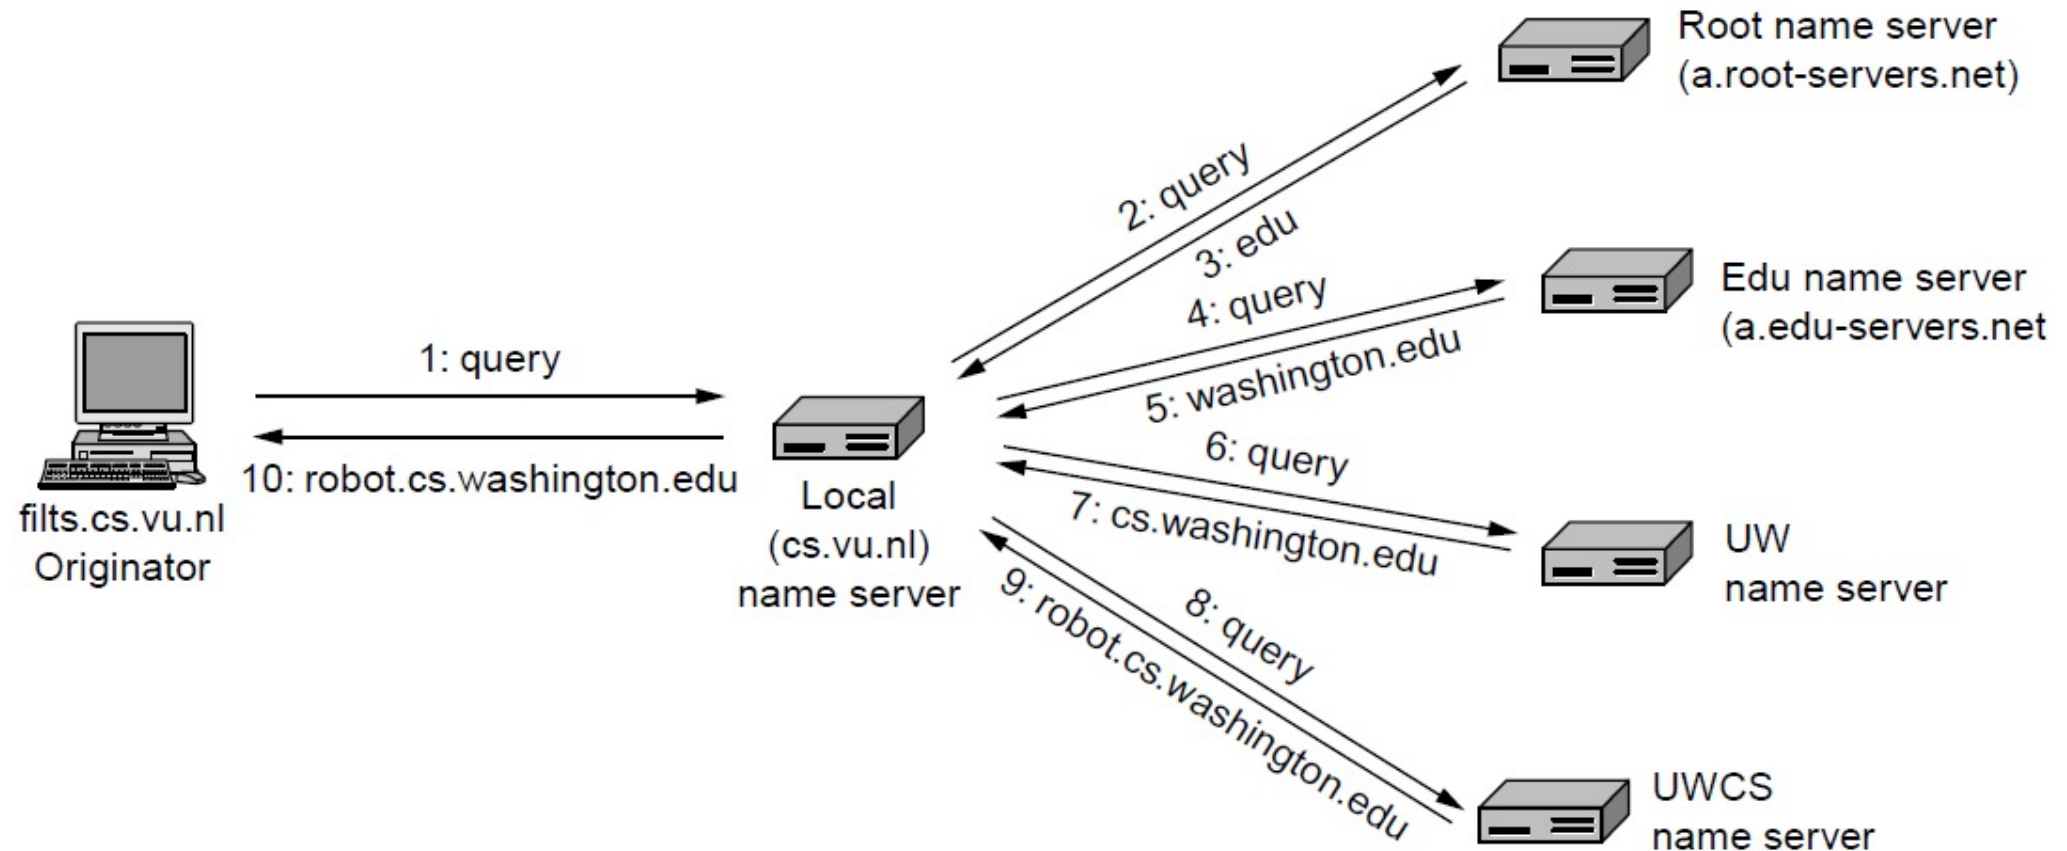 Root name server
(a.root-servers.net)
2: query
3: edu
4: query
Edu name server
(a.edu-servers.net
5: washington.edu
1: query
10: robot.cs.washington.edu
filts.cs.vu.nl
Originator
Local
(cs.vu.nl)
name server
6: query
7: cs.washington.edu
UW
name server
8: query
9: robot.cs.washington.edu
UWCS
name server